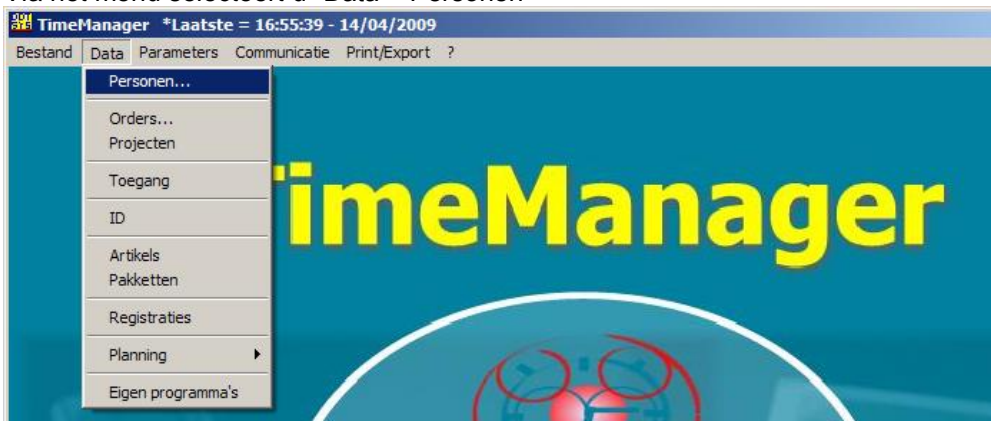 TimeManager *Laatste = 16:55:39 - 14/04/2009
Bestand Data Parameters Communicatie Print/Export ?
Personen...
Orders...
Projecten
Toegang
ID
Artikels
Pakketten
Registraties
Planning
Eigen programma's
TimeManager